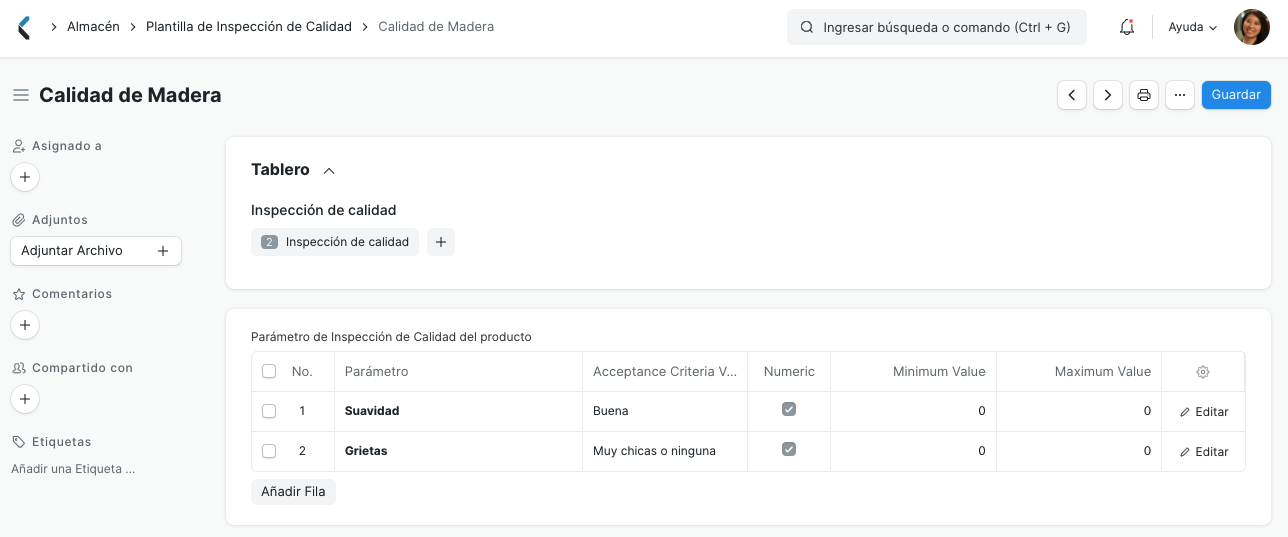 Almacén
Plantilla de Inspección de Calidad
Calidad de Madera
Ingresar búsqueda o comando (Ctrl + G)
Ayuda
Calidad de Madera
Guardar
Asignado a
Adjuntos
Adjuntar Archivo
Comentarios
Compartido con
Etiquetas
Añadir una Etiqueta ...
Tablero
Inspección de calidad
2 Inspección de calidad
Parámetro de Inspección de Calidad del producto
No. Parámetro Acceptance Criteria V... Numeric Minimum Value Maximum Value
1 Suavidad Buena 0 0 Editar
2 Grietas Muy chicas o ninguna 0 0 Editar
Añadir Fila